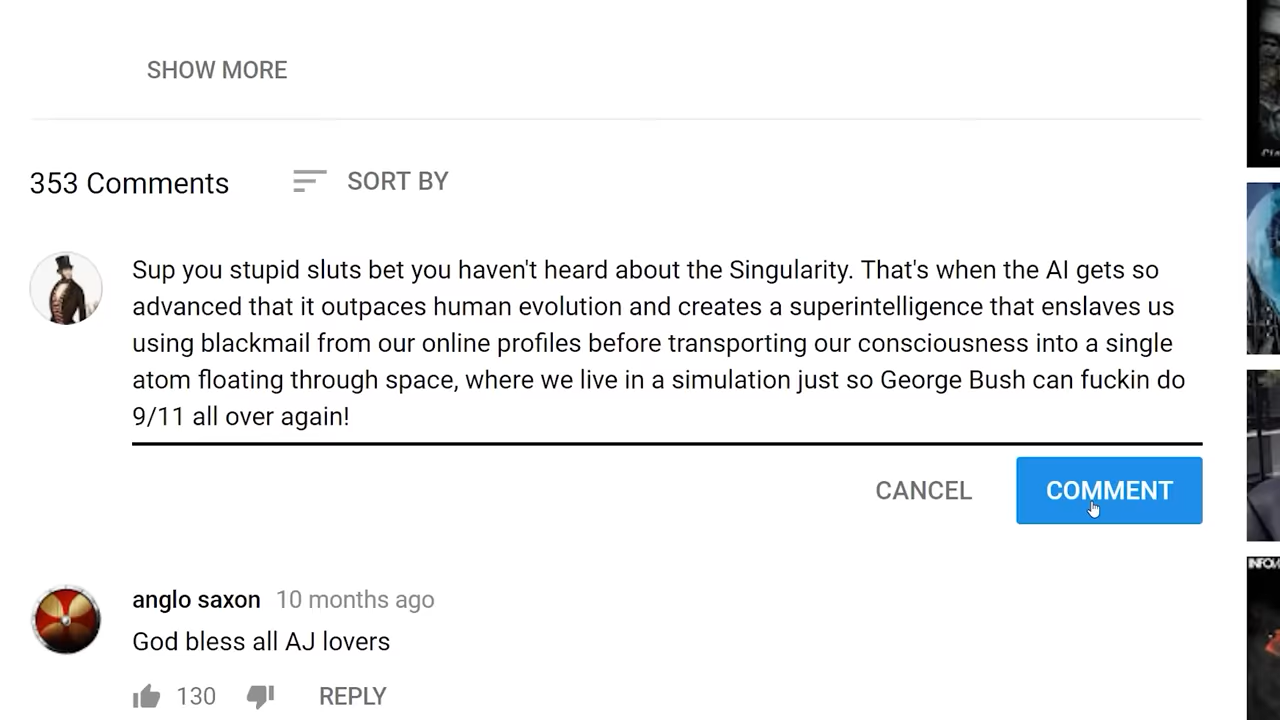 SHOW MORE
353 Comments
SORT BY
Sup you stupid sluts bet you haven't heard about the Singularity. That's when the AI gets so
advanced that it outpaces human evolution and creates a superintelligence that enslaves us
using blackmail from our online profiles before transporting our consciousness into a single
atom floating through space, where we live in a simulation just so George Bush can fuckin do
9/11 all over again!
CANCEL
COMMENT
anglo saxon 10 months ago
God bless all AJ lovers
130
REPLY